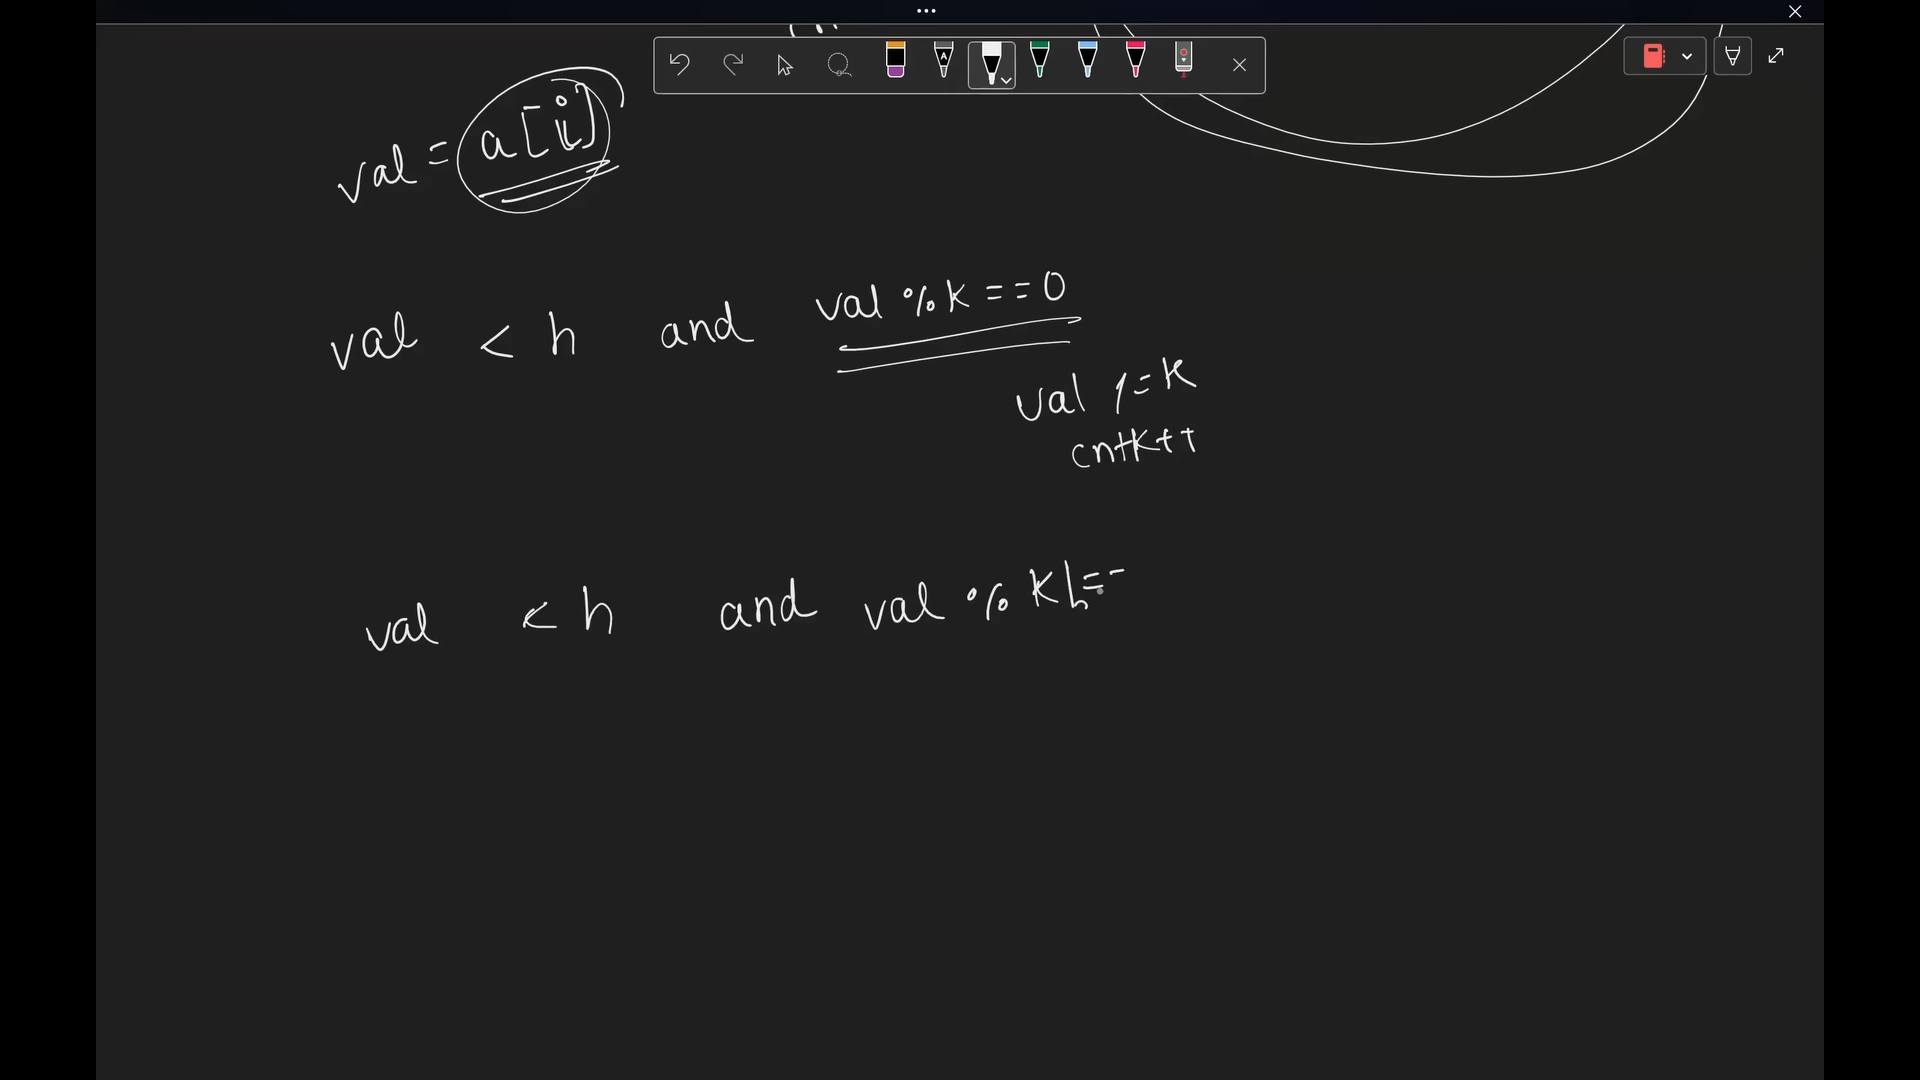 val = a[i]
val < h and val % k == 0
val /= k
cntk++
val < h and val % k